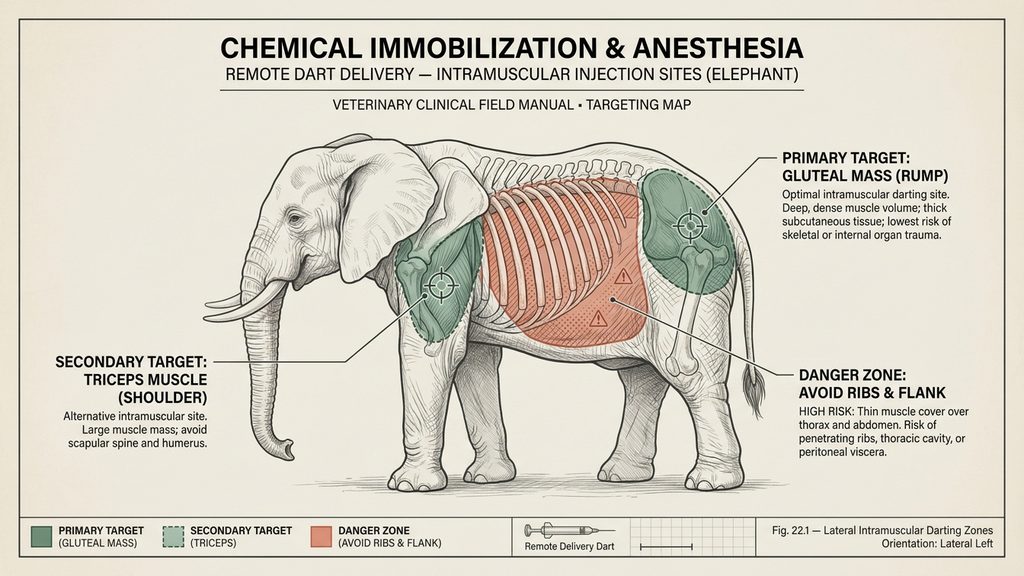 CHEMICAL IMMOBILIZATION & ANESTHESIA
REMOTE DART DELIVERY — INTRAMUSCULAR INJECTION SITES (ELEPHANT)
VETERINARY CLINICAL FIELD MANUAL • TARGETING MAP
PRIMARY TARGET:
GLUTEAL MASS (RUMP)
Optimal intramuscular darting site.
Deep, dense muscle volume; thick
subcutaneous tissue; lowest risk of
skeletal or internal organ trauma.
SECONDARY TARGET:
TRICEPS MUSCLE
(SHOULDER)
Alternative intramuscular site.
Large muscle mass; avoid
scapular spine and humerus.
DANGER ZONE:
AVOID RIBS & FLANK
HIGH RISK: Thin muscle cover over
thorax and abdomen. Risk of
penetrating ribs, thoracic cavity, or
peritoneal viscera.
PRIMARY TARGET
(GLUTEAL MASS)
SECONDARY TARGET
(TRICEPS)
DANGER ZONE
(AVOID RIBS & FLANK)
Remote Delivery Dart
Fig. 22.1 — Lateral Intramuscular Darting Zones
Orientation: Lateral Left